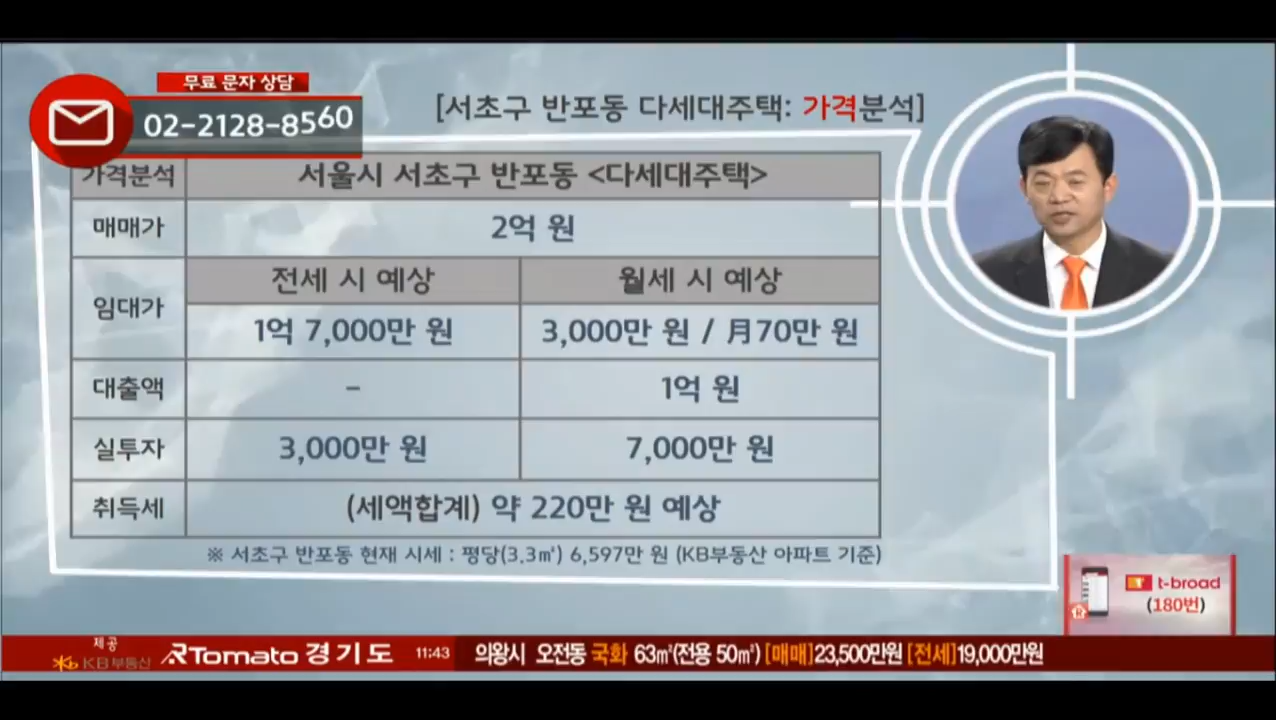 무료 문자 상담
02-2128-8560
[서초구 반포동 다세대주택: 가격분석]
가격분석 서울시 서초구 반포동 <다세대주택>
매매가 2억 원
임대가 전세 시 예상 월세 시 예상
1억 7,000만 원 3,000만 원 / 月70만 원
대출액 - 1억 원
실투자 3,000만 원 7,000만 원
취득세 (세액합계) 약 220만 원 예상
※ 서초구 반포동 현재 시세 : 평당(3.3㎡) 6,597만 원 (KB부동산 아파트 기준)
t-broad
(180번)
제공
KB부동산
RTomato 경기도 11:43 의왕시 오전동 국화 63㎡(전용 50㎡) [매매]23,500만원 [전세]19,000만원